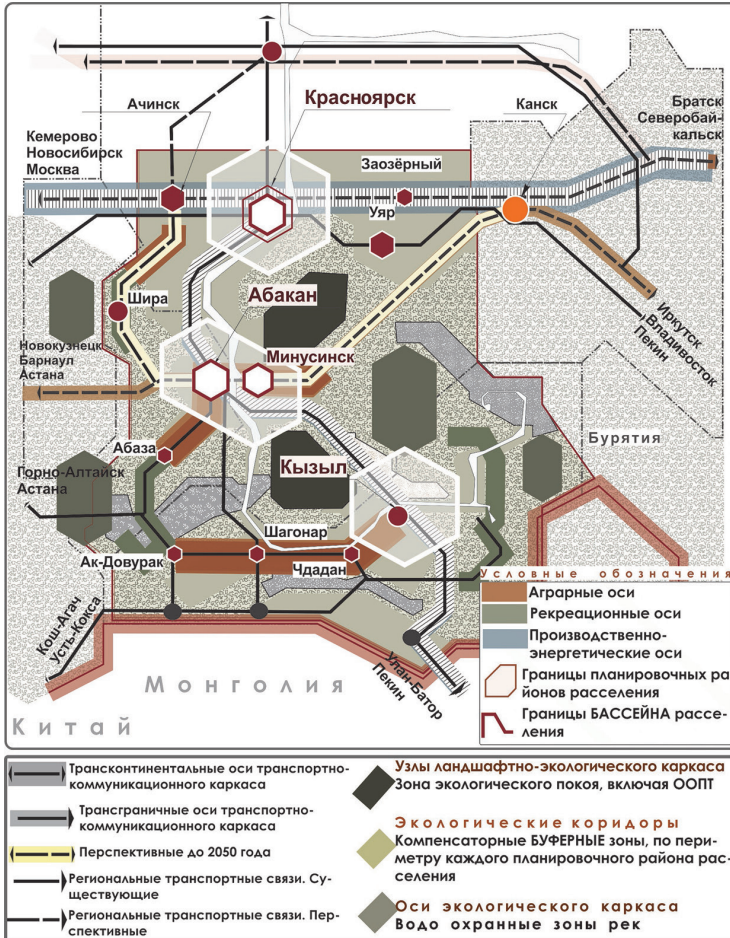 Ачинск
Красноярск
Канск
Братск
Северобай-
кальск
Кемерово
Новосибирск
Москва
Заозёрный
Уяр
Шира
Абакан
Иркутск
Владивосток
Пекин
Новокузнецк
Барнаул
Астана
Минусинск
Бурятия
Абаза
Горно-Алтайск
Астана
Кызыл
Шагонар
Ак-Довурак
Чдадан
Кош-Агач
Усть-Кокса
Улан-Батор
Пекин
Монголия
Китай
Условные обозначения
Аграрные оси
Рекреационные оси
Производственно-
энергетические оси
Границы планировочных ра
йонов расселения
Границы БАССЕЙНА рассе-
ления
Трансконтинентальные оси транспортно-
коммуникационного каркаса
Трансграничные оси транспортно-
коммуникационного каркаса
Перспективные до 2050 года
Региональные транспортные связи. Су-
ществующие
Региональные транспортные связи. Пер-
спективные
Узлы ландшафтно-экологического каркаса
Зона экологического покоя, включая ООПТ
Экологические коридоры
Компенсаторные БУФЕРНЫЕ зоны, по пери-
метру каждого планировочного района рас-
селения
Оси экологического каркаса
Водо охранные зоны рек